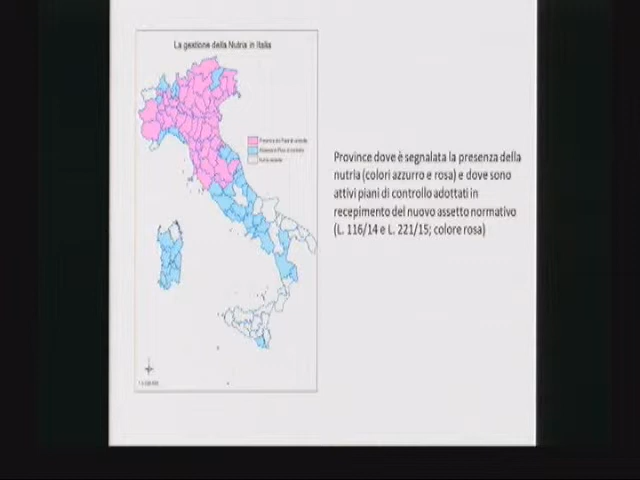 La gestione della Nutria in Italia
Province dove è segnalata la presenza della
nutria (colori azzurro e rosa) e dove sono
attivi piani di controllo adottati in
recepimento del nuovo assetto normativo
(L. 116/14 e L. 221/15; colore rosa)